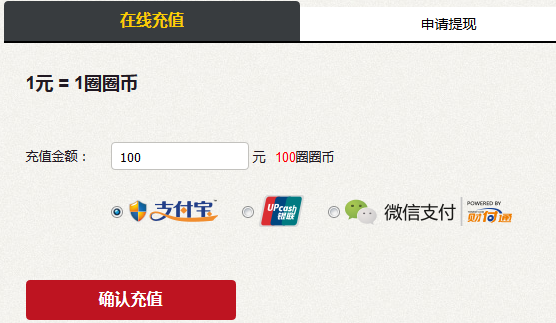 在线充值 申请提现
1元 = 1圈圈币
充值金额： 100 元 100圈圈币
支付宝 UPcash 银联 微信支付 POWERED BY 财付通
确认充值